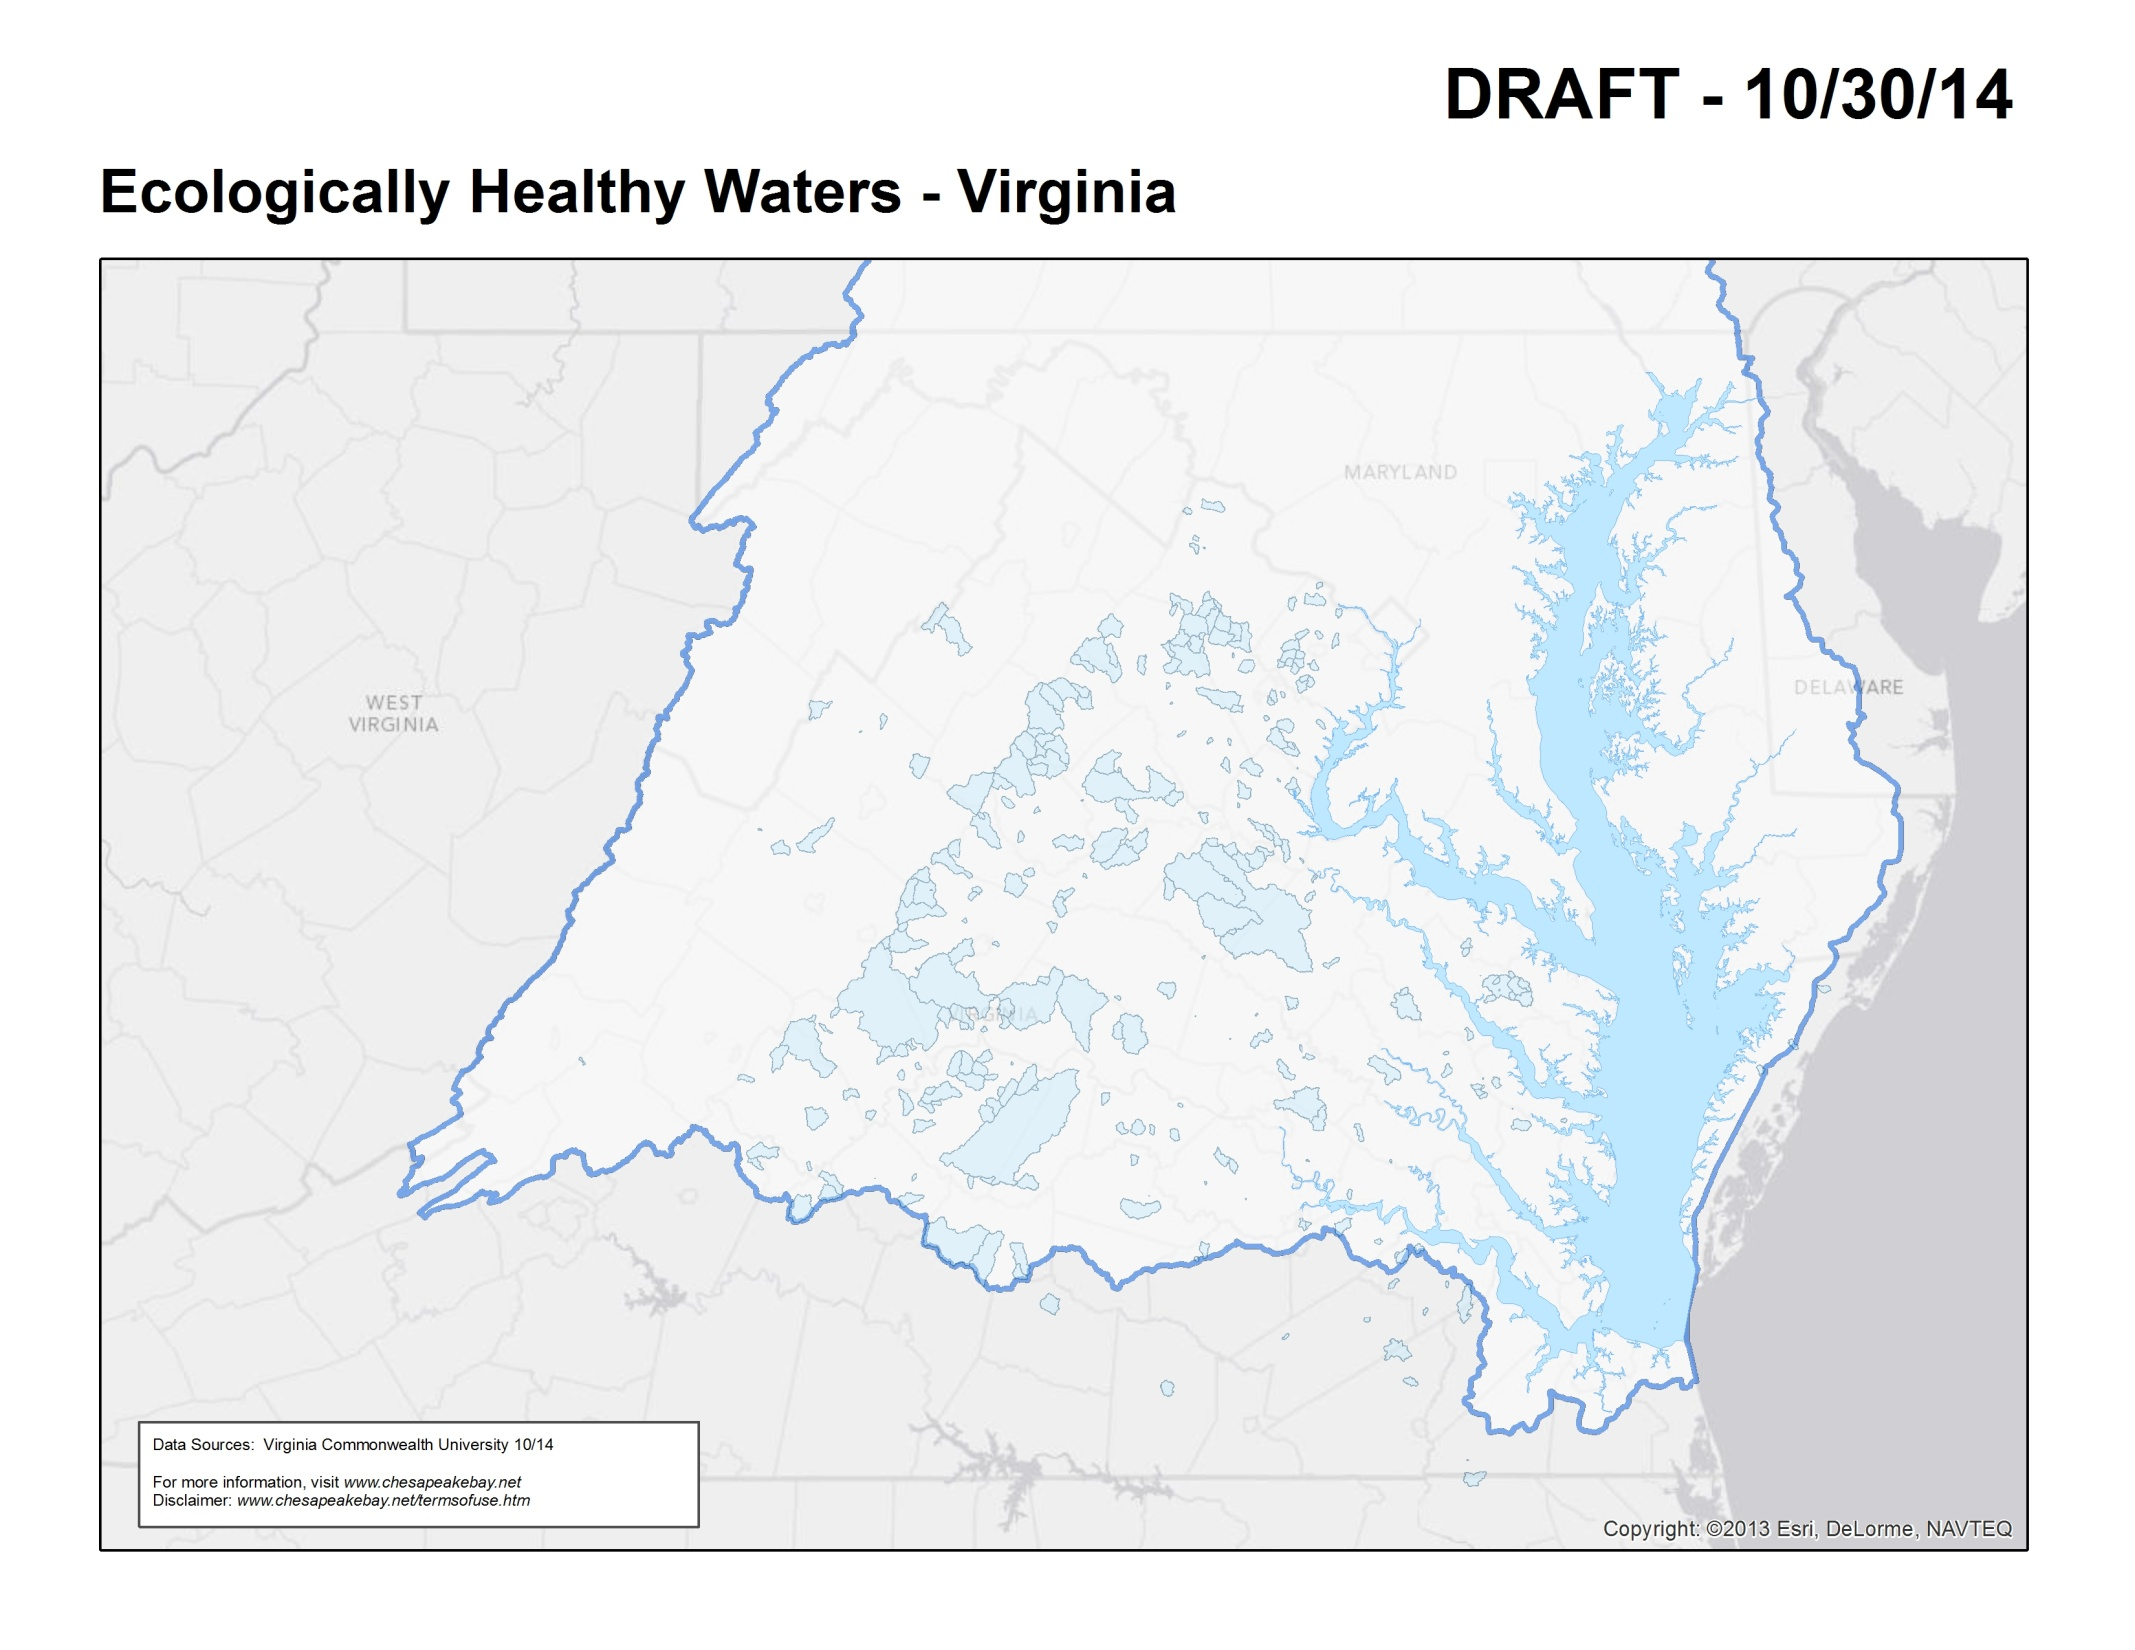 DRAFT - 10/30/14
Ecologically Healthy Waters - Virginia
MARYLAND
DELAWARE
WEST
VIRGINIA
VIRGINIA
Data Sources:  Virginia Commonwealth University 10/14
For more information, visit www.chesapeakebay.net
Disclaimer: www.chesapeakebay.net/termsofuse.htm
Copyright: ©2013 Esri, DeLorme, NAVTEQ